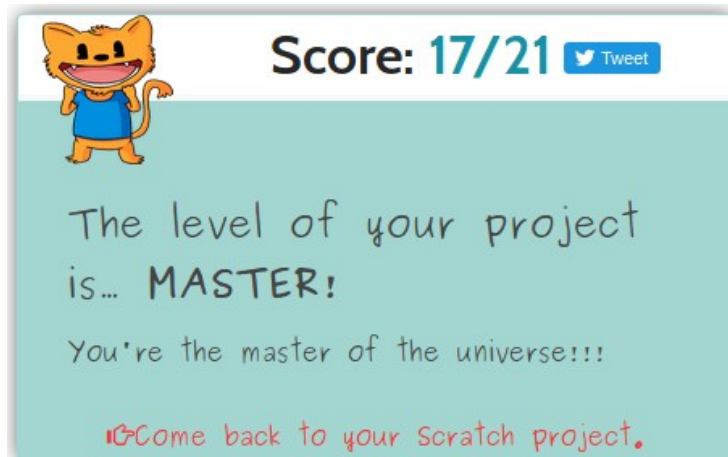 Score: 17/21 Tweet
The level of your project
is... MASTER!
You're the master of the universe!!!
Come back to your Scratch project.